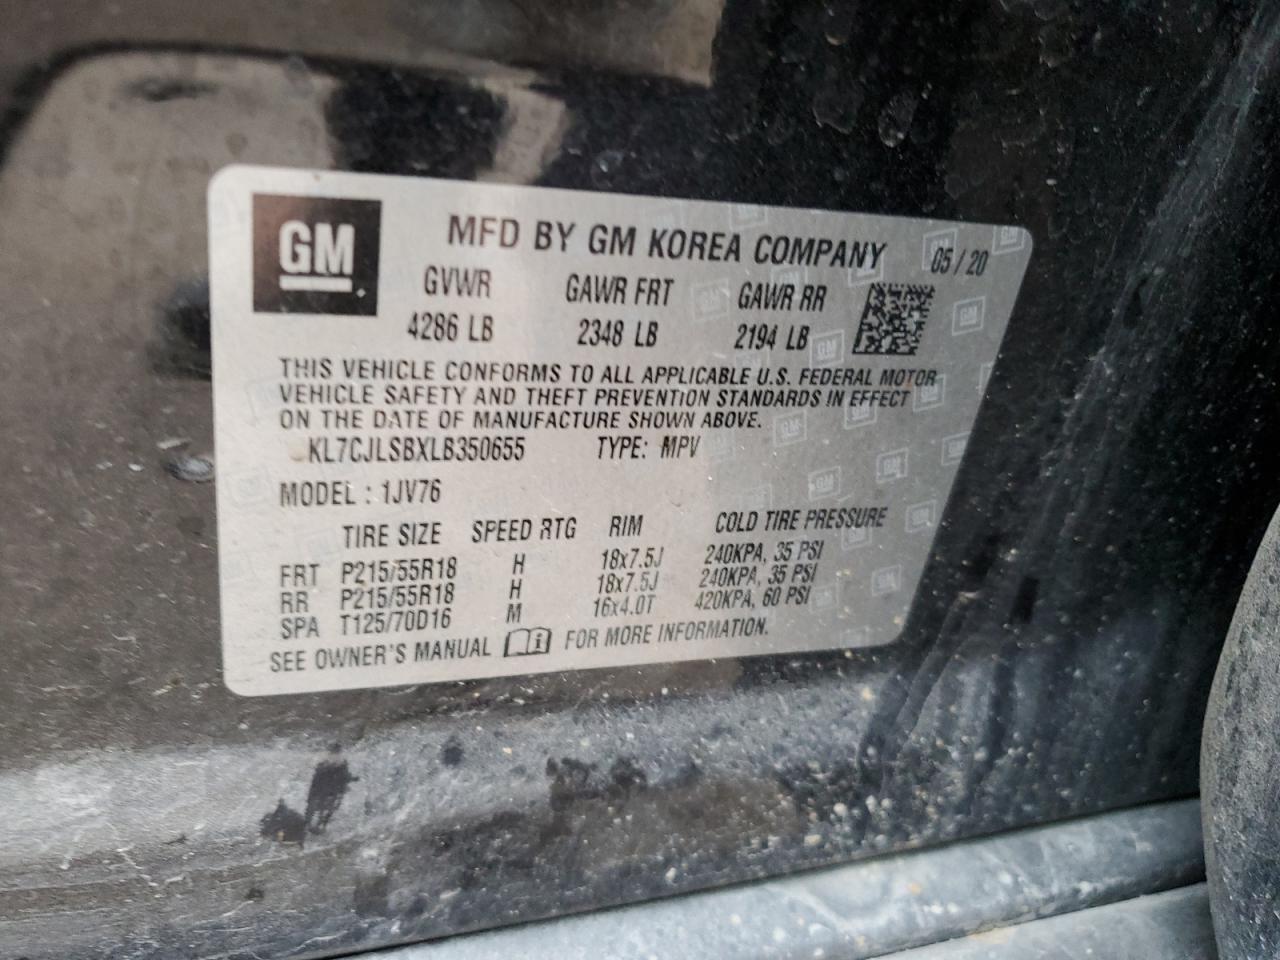 GM
MFD BY GM KOREA COMPANY 05 / 20
GVWR GAWR FRT GAWR RR
4286 LB 2348 LB 2194 LB
THIS VEHICLE CONFORMS TO ALL APPLICABLE U.S. FEDERAL MOTOR
VEHICLE SAFETY AND THEFT PREVENTION STANDARDS IN EFFECT
ON THE DATE OF MANUFACTURE SHOWN ABOVE.
KL7CJLSBXLB350655 TYPE: MPV
MODEL : 1JV76
TIRE SIZE SPEED RTG RIM COLD TIRE PRESSURE
FRT P215/55R18 H 18x7.5J 240KPA, 35 PSI
RR P215/55R18 H 18x7.5J 240KPA, 35 PSI
SPA T125/70D16 M 16x4.0T 420KPA, 60 PSI
SEE OWNER'S MANUAL FOR MORE INFORMATION.